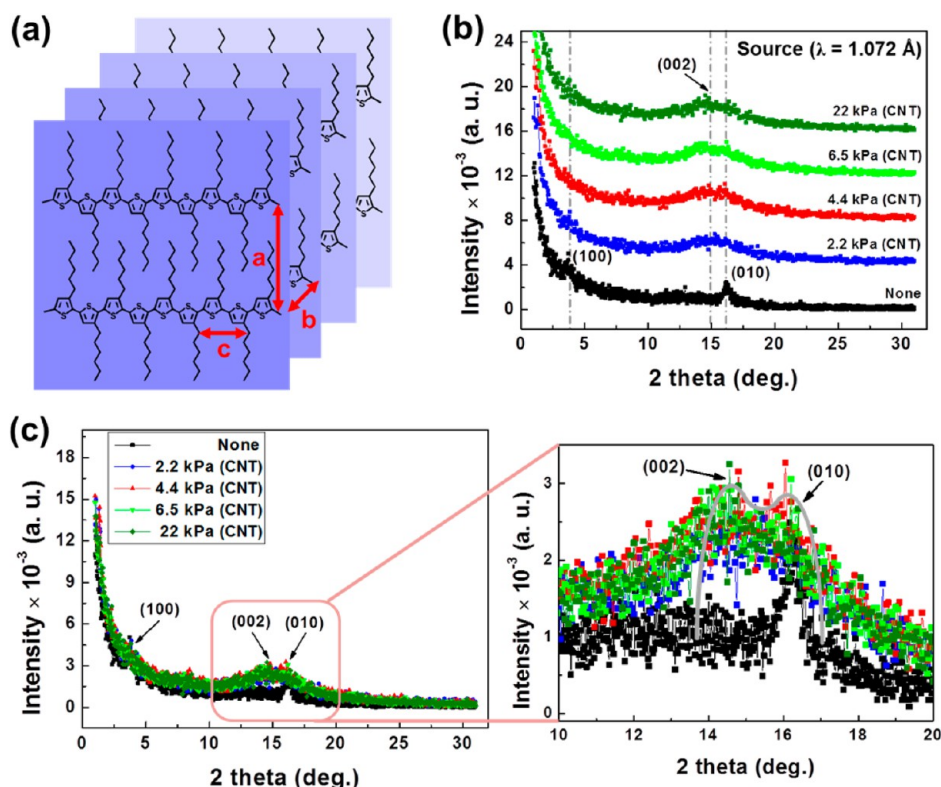 (a)
a
b
c
S
(b)
Source (λ = 1.072 Å)
(002)
22 kPa (CNT)
6.5 kPa (CNT)
4.4 kPa (CNT)
2.2 kPa (CNT)
(100)
(010)
None
24
20
16
12
8
4
0
Intensity × 10⁻³ (a. u.)
0 5 10 15 20 25 30
2 theta (deg.)
(c)
None
2.2 kPa (CNT)
4.4 kPa (CNT)
6.5 kPa (CNT)
22 kPa (CNT)
(100)
(002)
(010)
18
15
12
9
6
3
0
Intensity × 10⁻³ (a. u.)
0 5 10 15 20 25 30
2 theta (deg.)
(002)
(010)
3
2
1
0
Intensity × 10⁻³ (a. u.)
10 12 14 16 18 20
2 theta (deg.)